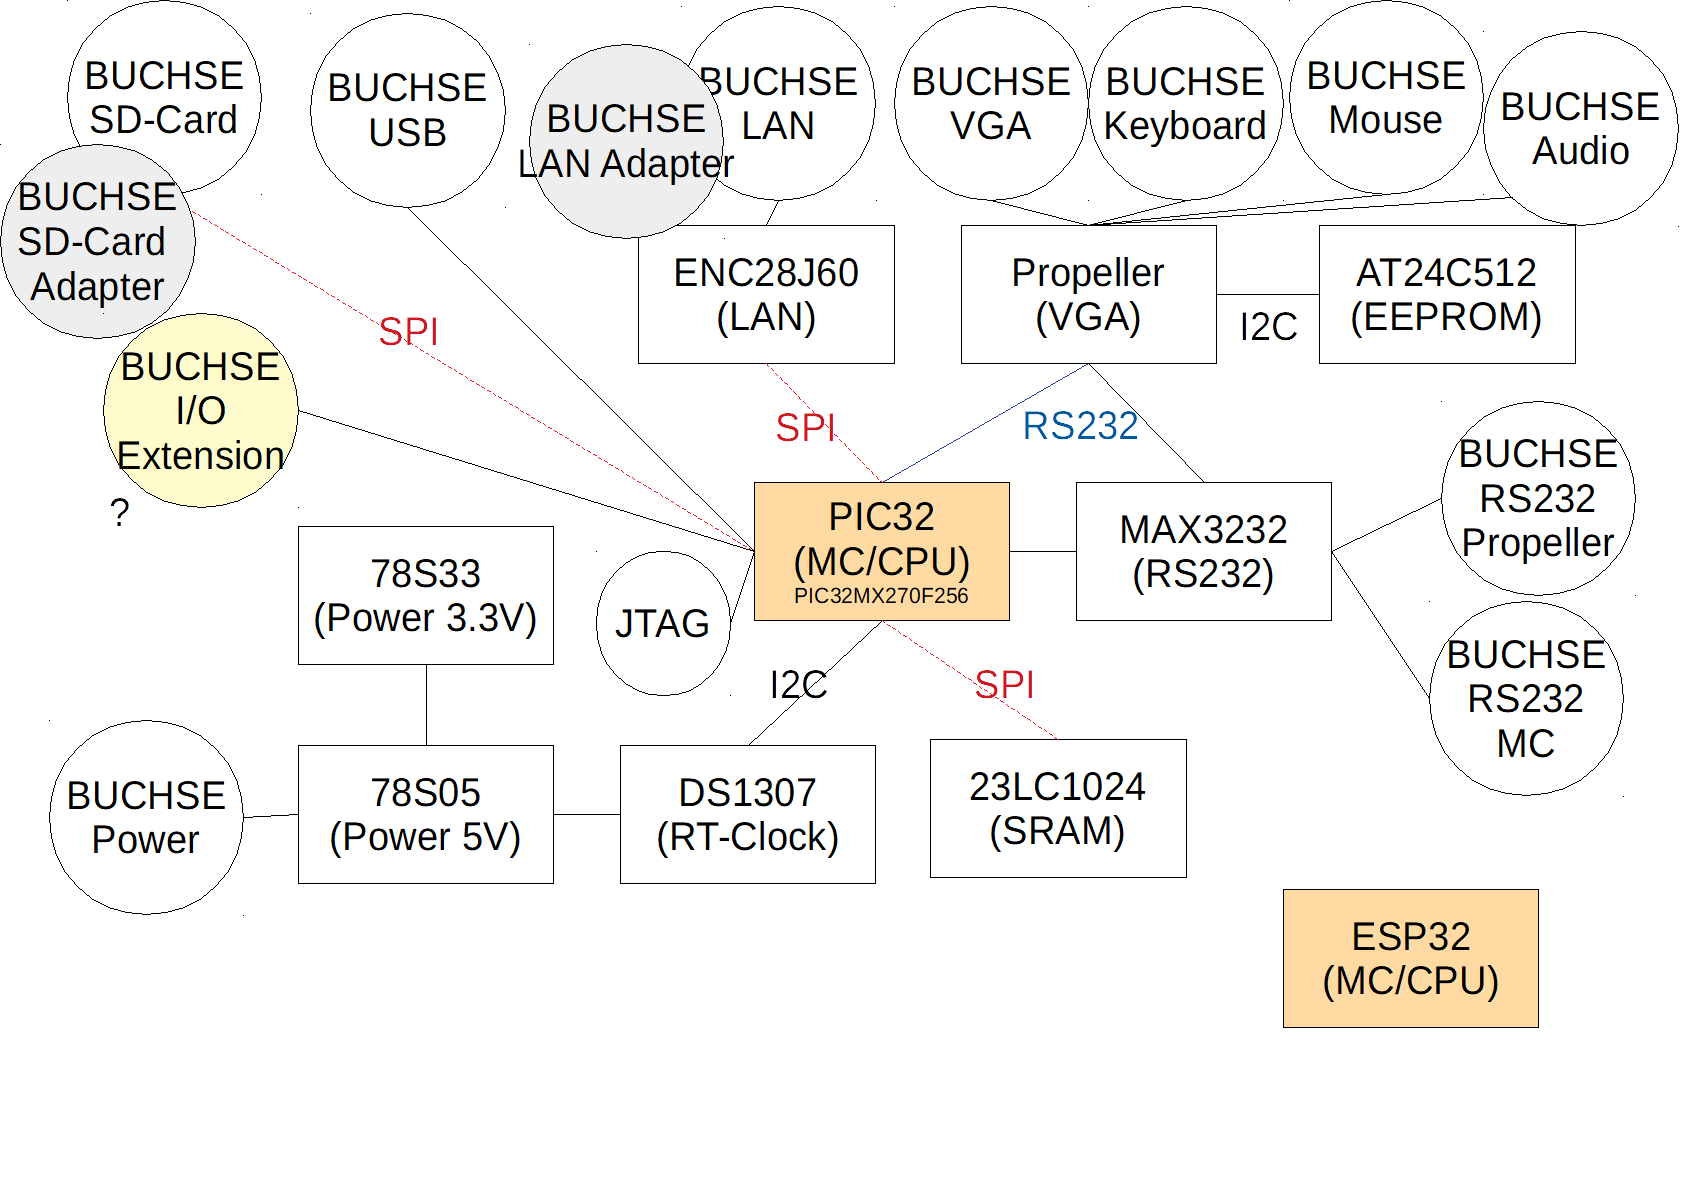 BUCHSE
SD-Card
BUCHSE
USB
BUCHSE
LAN Adapter
BUCHSE
LAN
BUCHSE
VGA
BUCHSE
Keyboard
BUCHSE
Mouse
BUCHSE
Audio
BUCHSE
SD-Card
Adapter
ENC28J60
(LAN)
Propeller
(VGA)
I2C
AT24C512
(EEPROM)
SPI
BUCHSE
I/O
Extension
?
SPI
RS232
BUCHSE
RS232
Propeller
PIC32
(MC/CPU)
PIC32MX270F256
MAX3232
(RS232)
78S33
(Power 3.3V)
JTAG
I2C
SPI
BUCHSE
RS232
MC
BUCHSE
Power
78S05
(Power 5V)
DS1307
(RT-Clock)
23LC1024
(SRAM)
ESP32
(MC/CPU)